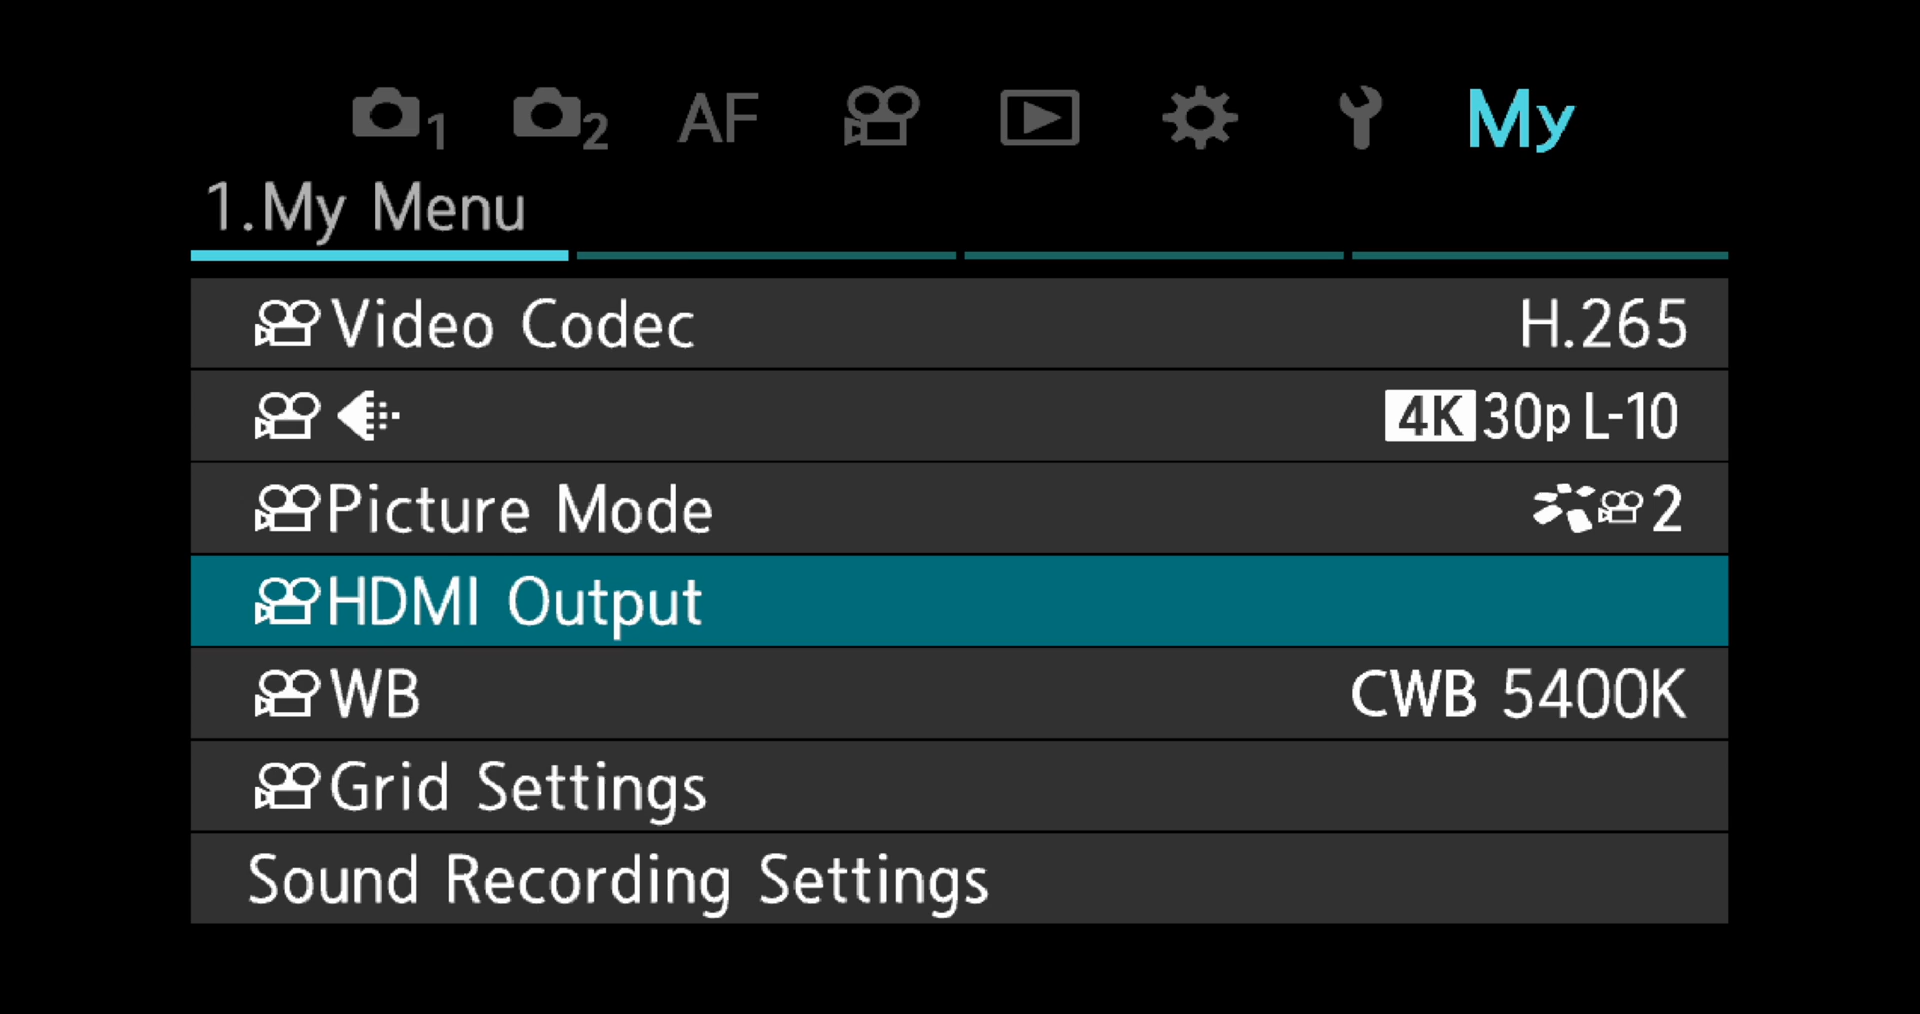 1 2 AF My
1.My Menu
Video Codec H.265
4K 30p L-10
Picture Mode 2
HDMI Output
WB CWB 5400K
Grid Settings
Sound Recording Settings